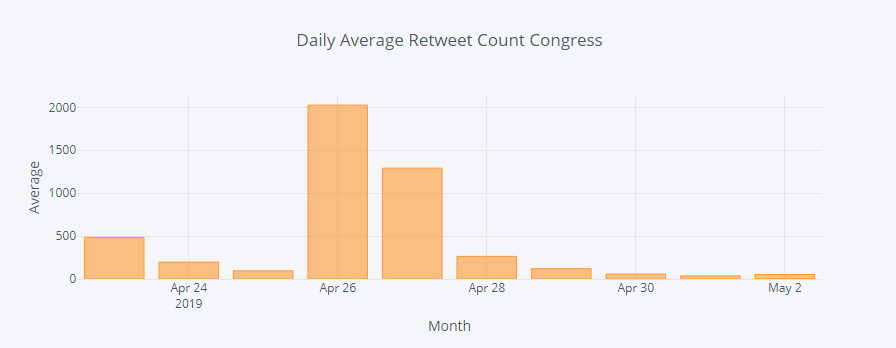 Daily Average Retweet Count Congress
2000
1500
1000
500
0
Average
Apr 24
2019
Apr 26
Apr 28
Apr 30
May 2
Month